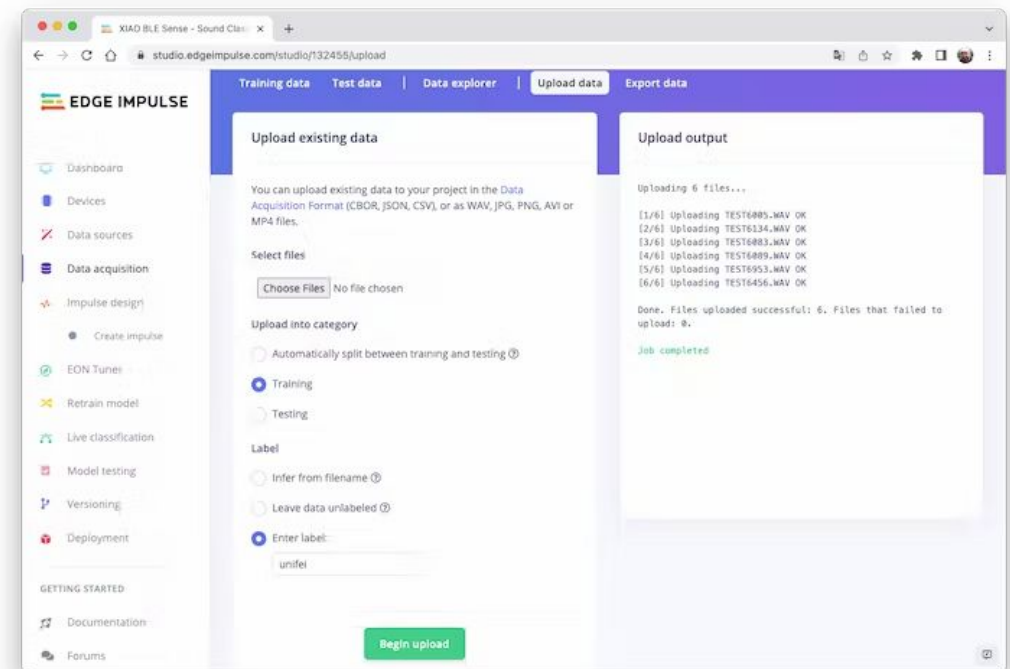 XIAO BLE Sense - Sound Clas
studio.edgeimpulse.com/studio/132455/upload
EDGE IMPULSE
Dashboard
Devices
Data sources
Data acquisition
Impulse design
Create impulse
EON Tuner
Retrain model
Live classification
Model testing
Versioning
Deployment
GETTING STARTED
Documentation
Forums
Training data Test data | Data explorer | Upload data Export data
Upload existing data
You can upload existing data to your project in the Data
Acquisition Format (CBOR, JSON, CSV), or as WAV, JPG, PNG, AVI or
MP4 files.
Select files
Choose Files No file chosen
Upload into category
Automatically split between training and testing
Training
Testing
Label
Infer from filename
Leave data unlabeled
Enter label:
unifei
Begin upload
Upload output
Uploading 6 files...
[1/6] Uploading TEST6005.WAV OK
[2/6] Uploading TEST6134.WAV OK
[3/6] Uploading TEST6083.WAV OK
[4/6] Uploading TEST6089.WAV OK
[5/6] Uploading TEST6953.WAV OK
[6/6] Uploading TEST6456.WAV OK
Done. Files uploaded successful: 6. Files that failed to
upload: 0.
Job completed